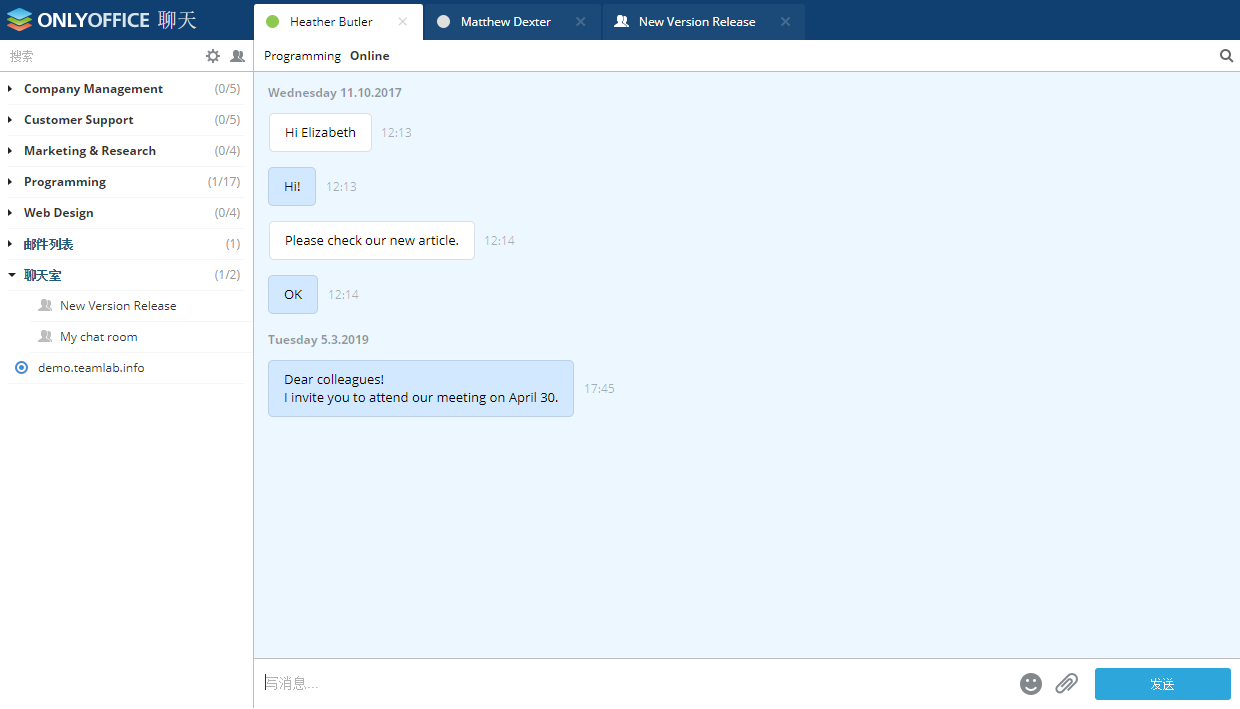 ONLYOFFICE 聊天
Heather Butler
Matthew Dexter
New Version Release
搜索
Programming Online
Company Management (0/5)
Customer Support (0/5)
Marketing & Research (0/4)
Programming (1/17)
Web Design (0/4)
邮件列表 (1)
聊天室 (1/2)
New Version Release
My chat room
demo.teamlab.info
Wednesday 11.10.2017
Hi Elizabeth 12:13
Hi! 12:13
Please check our new article. 12:14
OK 12:14
Tuesday 5.3.2019
Dear colleagues!
I invite you to attend our meeting on April 30. 17:45
写消息...
发送